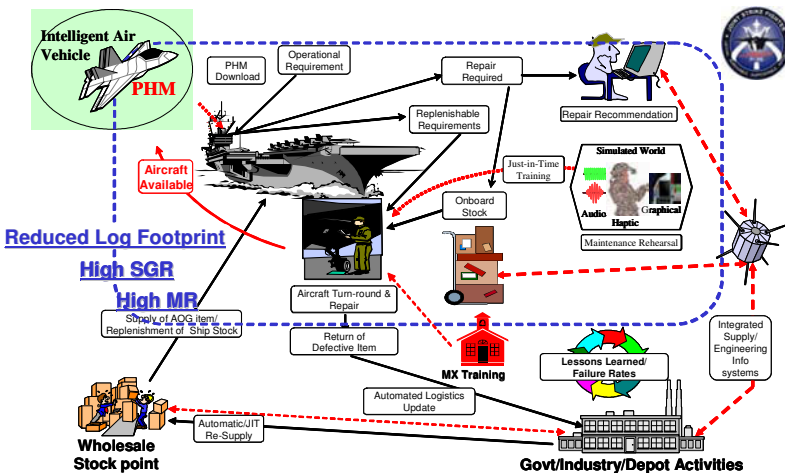 Intelligent Air
Vehicle
PHM
PHM
Download
Operational
Requirement
Repair
Required
Replenishable
Requirements
Repair Recommendation
Aircraft
Available
Just-in-Time
Training
Simulated World
Audio
Graphical
Haptic
Maintenance Rehearsal
Onboard
Stock
Reduced Log Footprint
High SGR
High MR
Supply of AOG item/
Replenishment of Ship Stock
Aircraft Turn-round &
Repair
Return of
Defective Item
MX Training
Lessons Learned/
Failure Rates
Integrated
Supply/
Engineering
Info
systems
Automated Logistics
Update
Automatic/JIT
Re-Supply
Wholesale
Stock point
Govt/Industry/Depot Activities